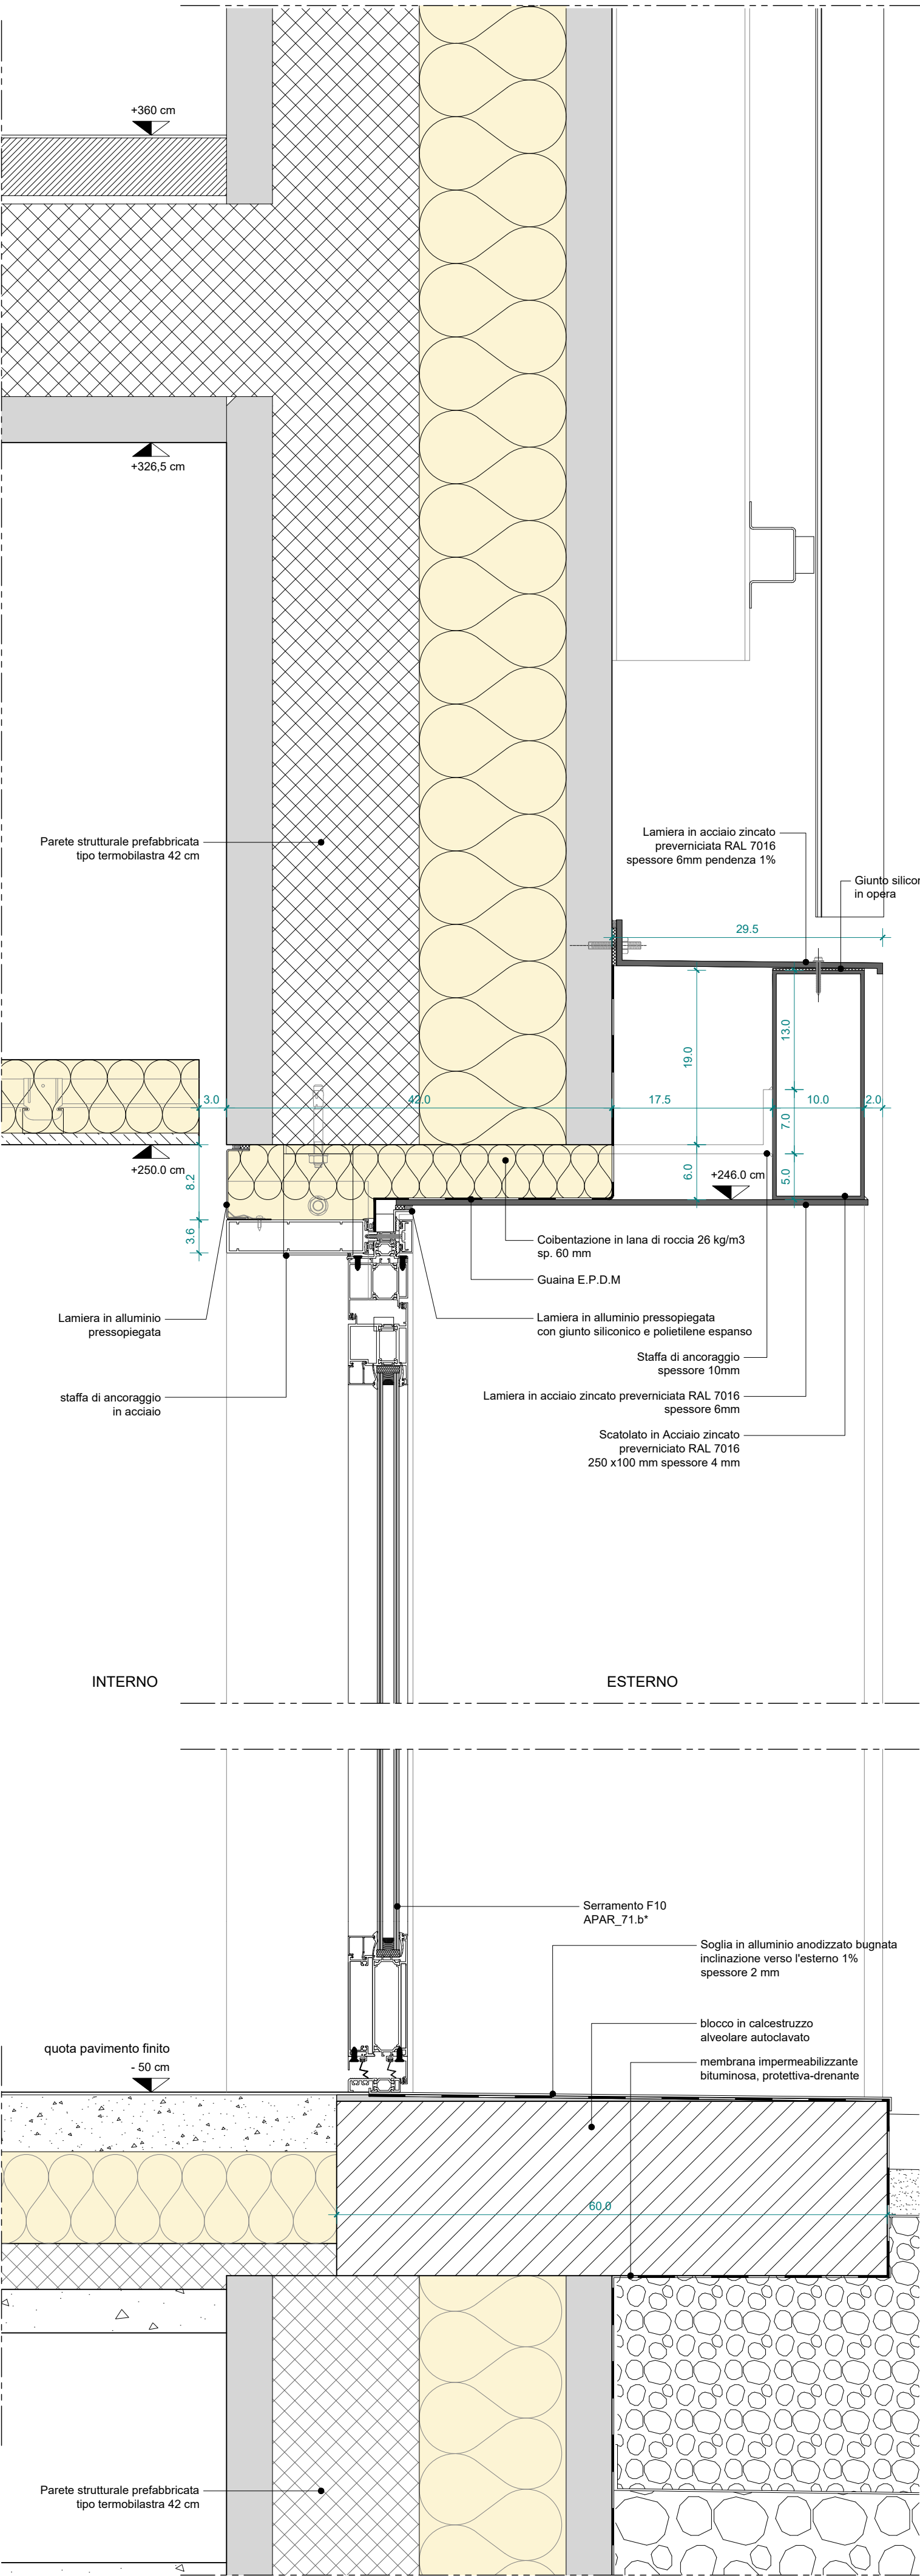 +360 cm
+326,5 cm
Parete strutturale prefabbricata
tipo termobilastra 42 cm
Lamiera in acciaio zincato
preverniciata RAL 7016
spessore 6mm pendenza 1%
Giunto silicon
in opera
29.5
19.0
13.0
3.0
42.0
17.5
10.0
2.0
7.0
+250.0 cm
8.2
6.0
+246.0 cm
5.0
3.6
Coibentazione in lana di roccia 26 kg/m3
sp. 60 mm
Guaina E.P.D.M
Lamiera in alluminio
pressopiegata
Lamiera in alluminio pressopiegata
con giunto siliconico e polietilene espanso
Staffa di ancoraggio
spessore 10mm
staffa di ancoraggio
in acciaio
Lamiera in acciaio zincato preverniciata RAL 7016
spessore 6mm
Scatolato in Acciaio zincato
preverniciato RAL 7016
250 x100 mm spessore 4 mm
INTERNO
ESTERNO
Serramento F10
APAR_71.b*
Soglia in alluminio anodizzato bugnata
inclinazione verso l'esterno 1%
spessore 2 mm
blocco in calcestruzzo
alveolare autoclavato
quota pavimento finito
- 50 cm
membrana impermeabilizzante
bituminosa, protettiva-drenante
60.0
Parete strutturale prefabbricata
tipo termobilastra 42 cm